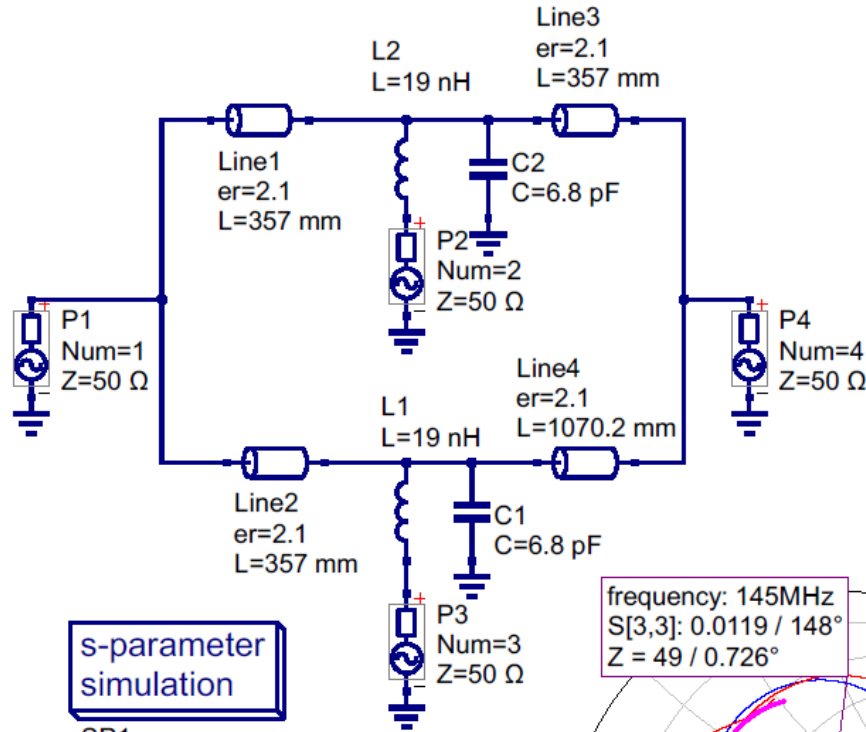 Line3
er=2.1
L=357 mm
L2
L=19 nH
Line1
er=2.1
L=357 mm
C2
C=6.8 pF
P2
Num=2
Z=50 Ω
P1
Num=1
Z=50 Ω
P4
Num=4
Z=50 Ω
Line4
er=2.1
L=1070.2 mm
L1
L=19 nH
Line2
er=2.1
L=357 mm
C1
C=6.8 pF
P3
Num=3
Z=50 Ω
s-parameter
simulation
frequency: 145MHz
S[3,3]: 0.0119 / 148°
Z = 49 / 0.726°